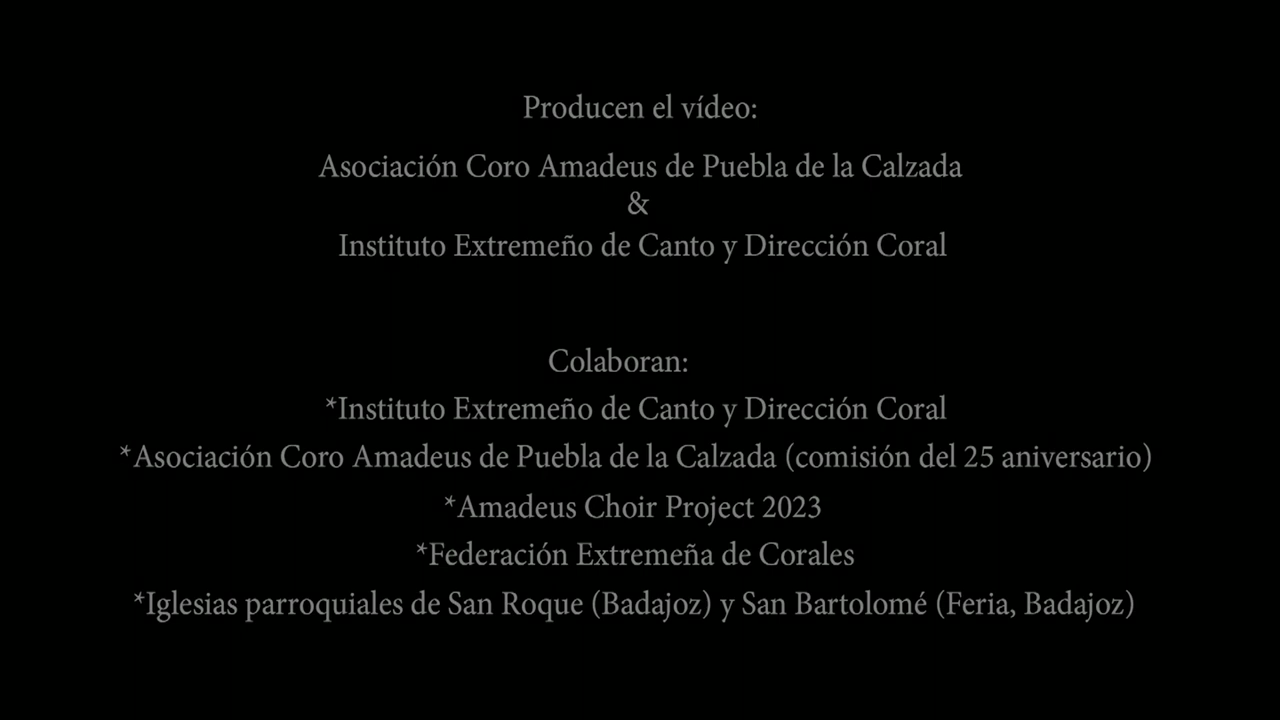 Producen el vídeo:
Asociación Coro Amadeus de Puebla de la Calzada
&
Instituto Extremeño de Canto y Dirección Coral
Colaboran:
*Instituto Extremeño de Canto y Dirección Coral
*Asociación Coro Amadeus de Puebla de la Calzada (comisión del 25 aniversario)
*Amadeus Choir Project 2023
*Federación Extremeña de Corales
*Iglesias parroquiales de San Roque (Badajoz) y San Bartolomé (Feria, Badajoz)